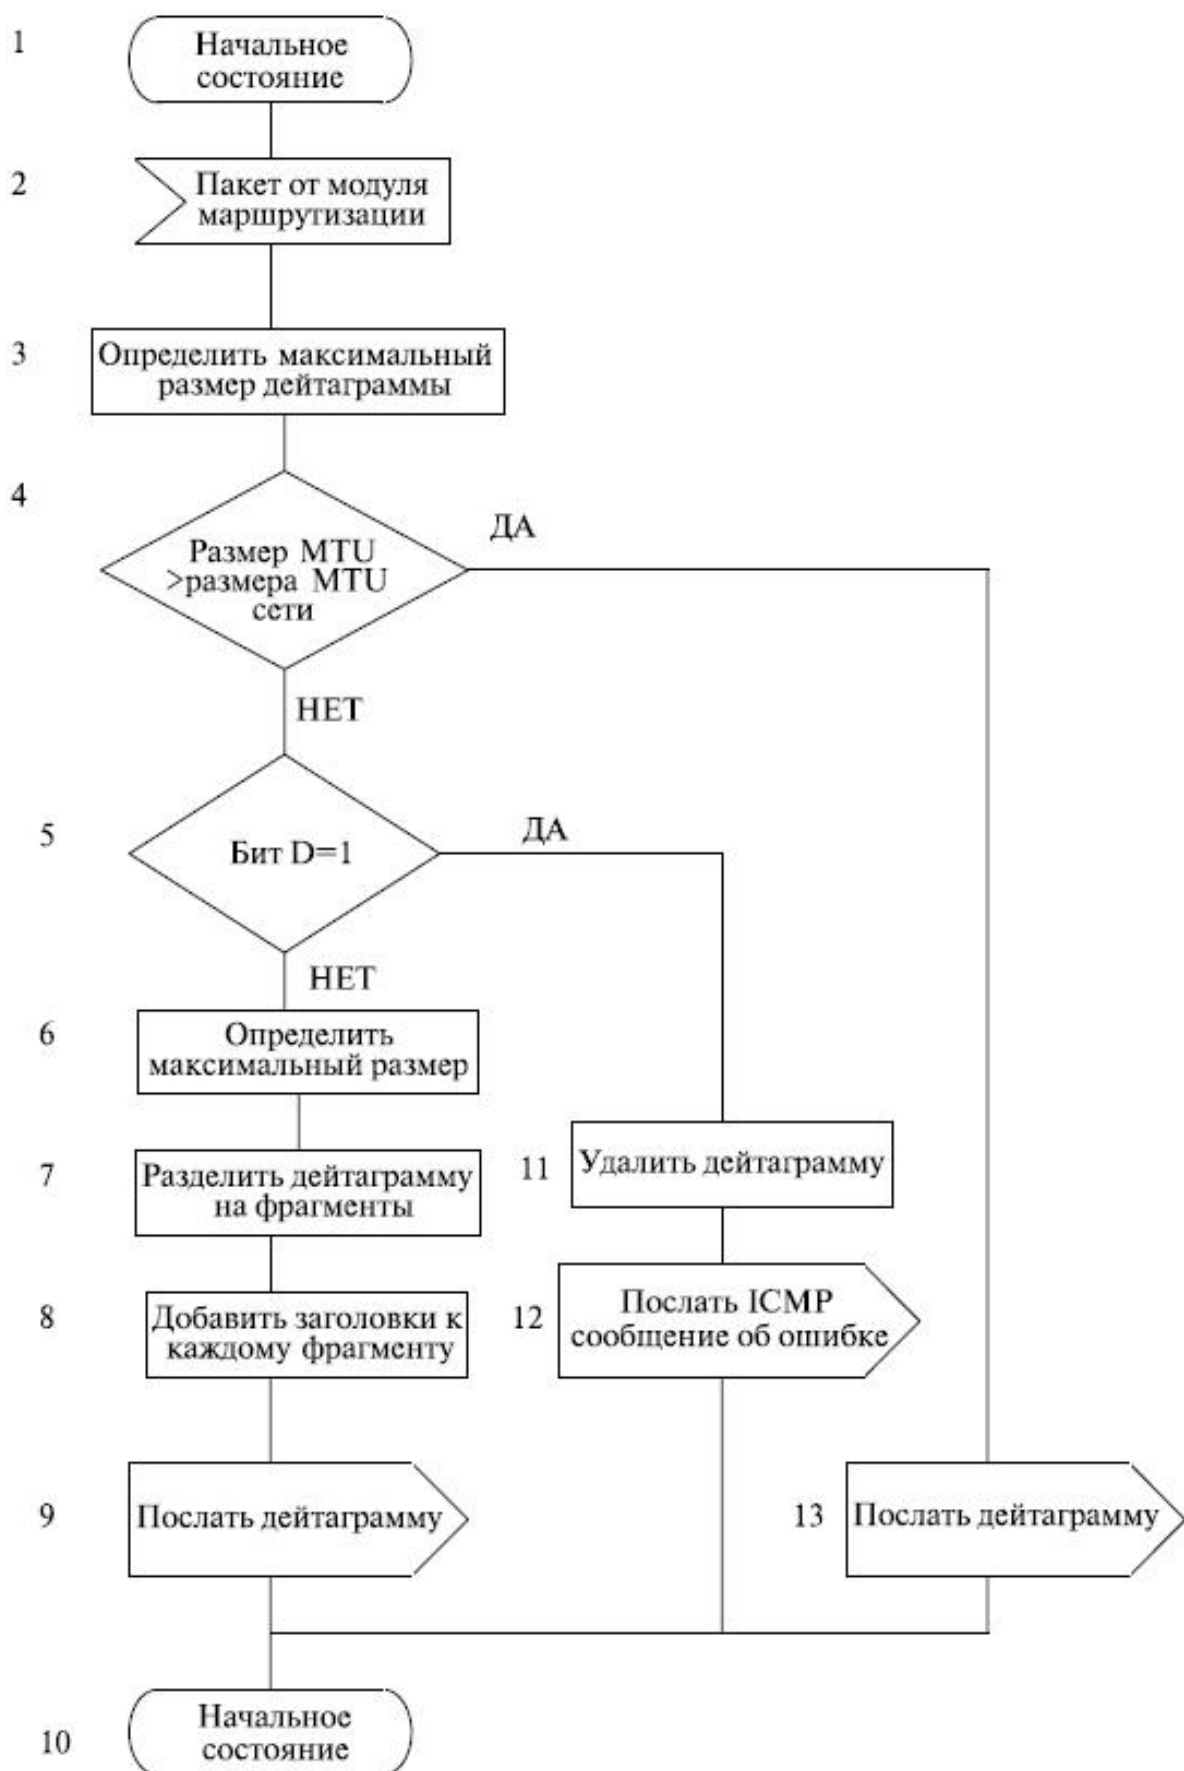 1
Начальное
состояние
2
Пакет от модуля
маршрутизации
3
Определить максимальный
размер дейтаграммы
4
Размер MTU
>размера MTU
сети
ДА
НЕТ
5
Бит D=1
ДА
НЕТ
6
Определить
максимальный размер
7
Разделить дейтаграмму
на фрагменты
11
Удалить дейтаграмму
8
Добавить заголовки к
каждому фрагменту
12
Послать ICMP
сообщение об ошибке
9
Послать дейтаграмму
13
Послать дейтаграмму
10
Начальное
состояние